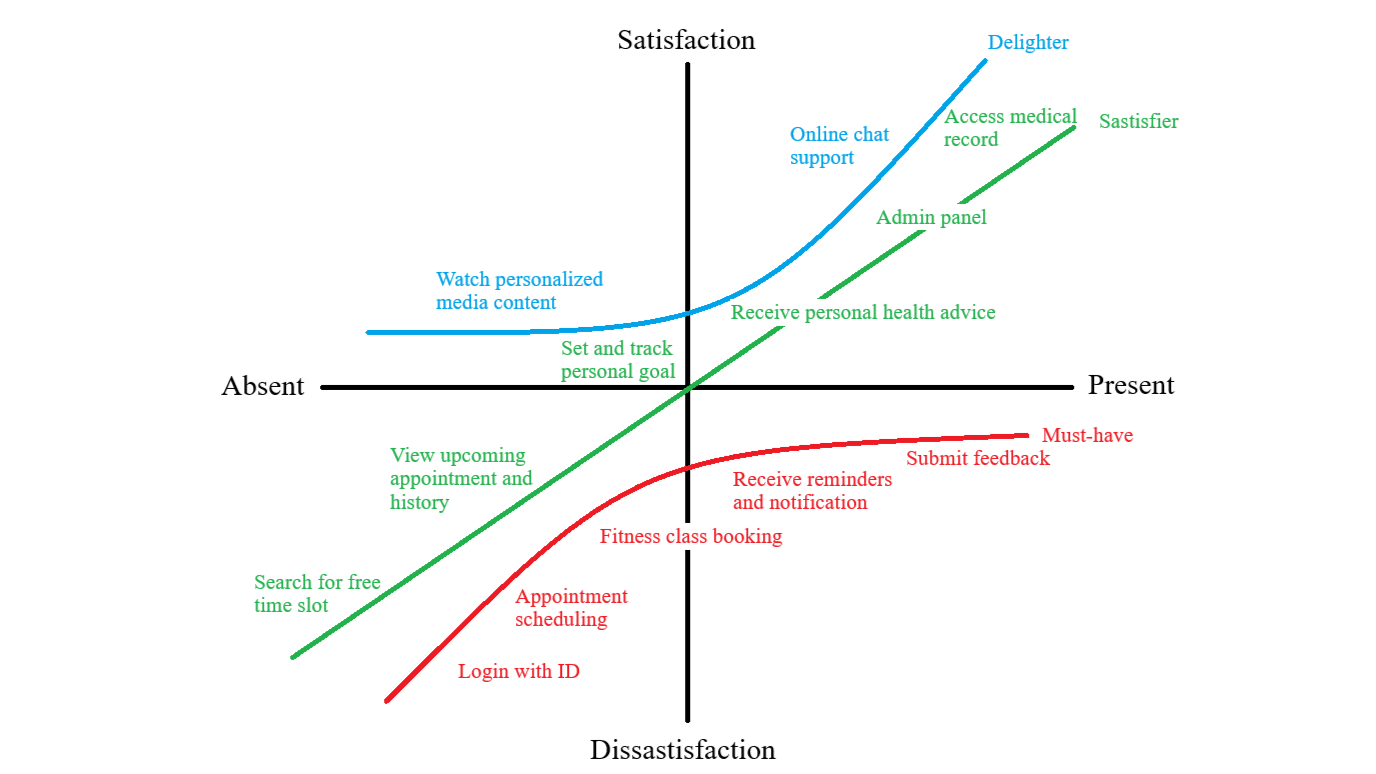 Satisfaction
Delighter
Access medical
record
Sastisfier
Online chat
support
Admin panel
Watch personalized
media content
Receive personal health advice
Set and track
personal goal
Absent
Present
Must-have
Submit feedback
View upcoming
appointment and
history
Receive reminders
and notification
Fitness class booking
Search for free
time slot
Appointment
scheduling
Login with ID
Dissastisfaction